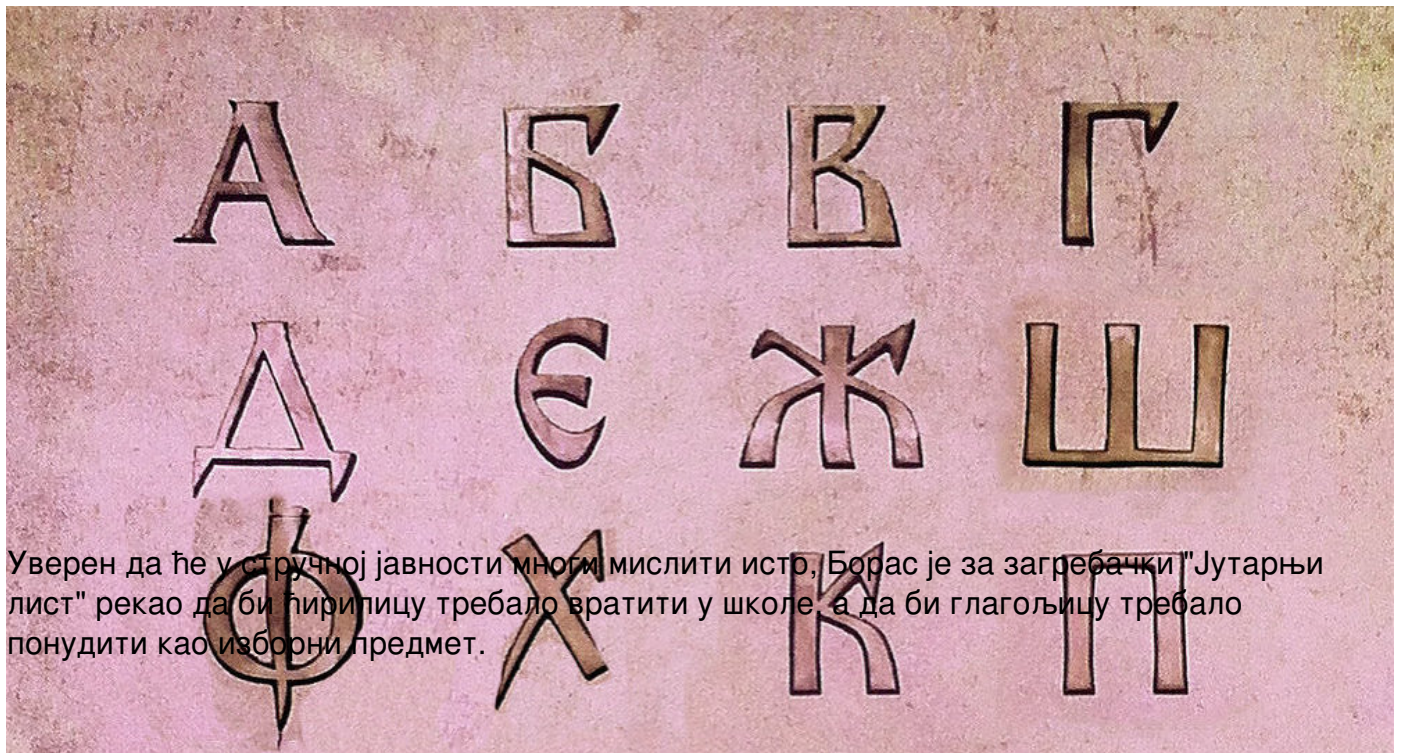 А Б В Г
Д Є Ж Ш
Ф Х К П
Уверен да ће у стручној јавности многи мислити исто, Борас је за загребачки "Јутарњи
лист" рекао да би ћирилицу требало вратити у школе, а да би глагољицу требало
понудити као изборни предмет.